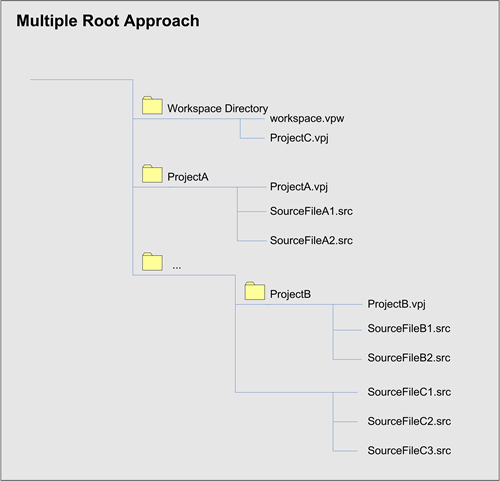 Multiple Root Approach
Workspace Directory
workspace.vpw
ProjectC.vpj
ProjectA
ProjectA.vpj
SourceFileA1.src
SourceFileA2.src
...
ProjectB
ProjectB.vpj
SourceFileB1.src
SourceFileB2.src
SourceFileC1.src
SourceFileC2.src
SourceFileC3.src